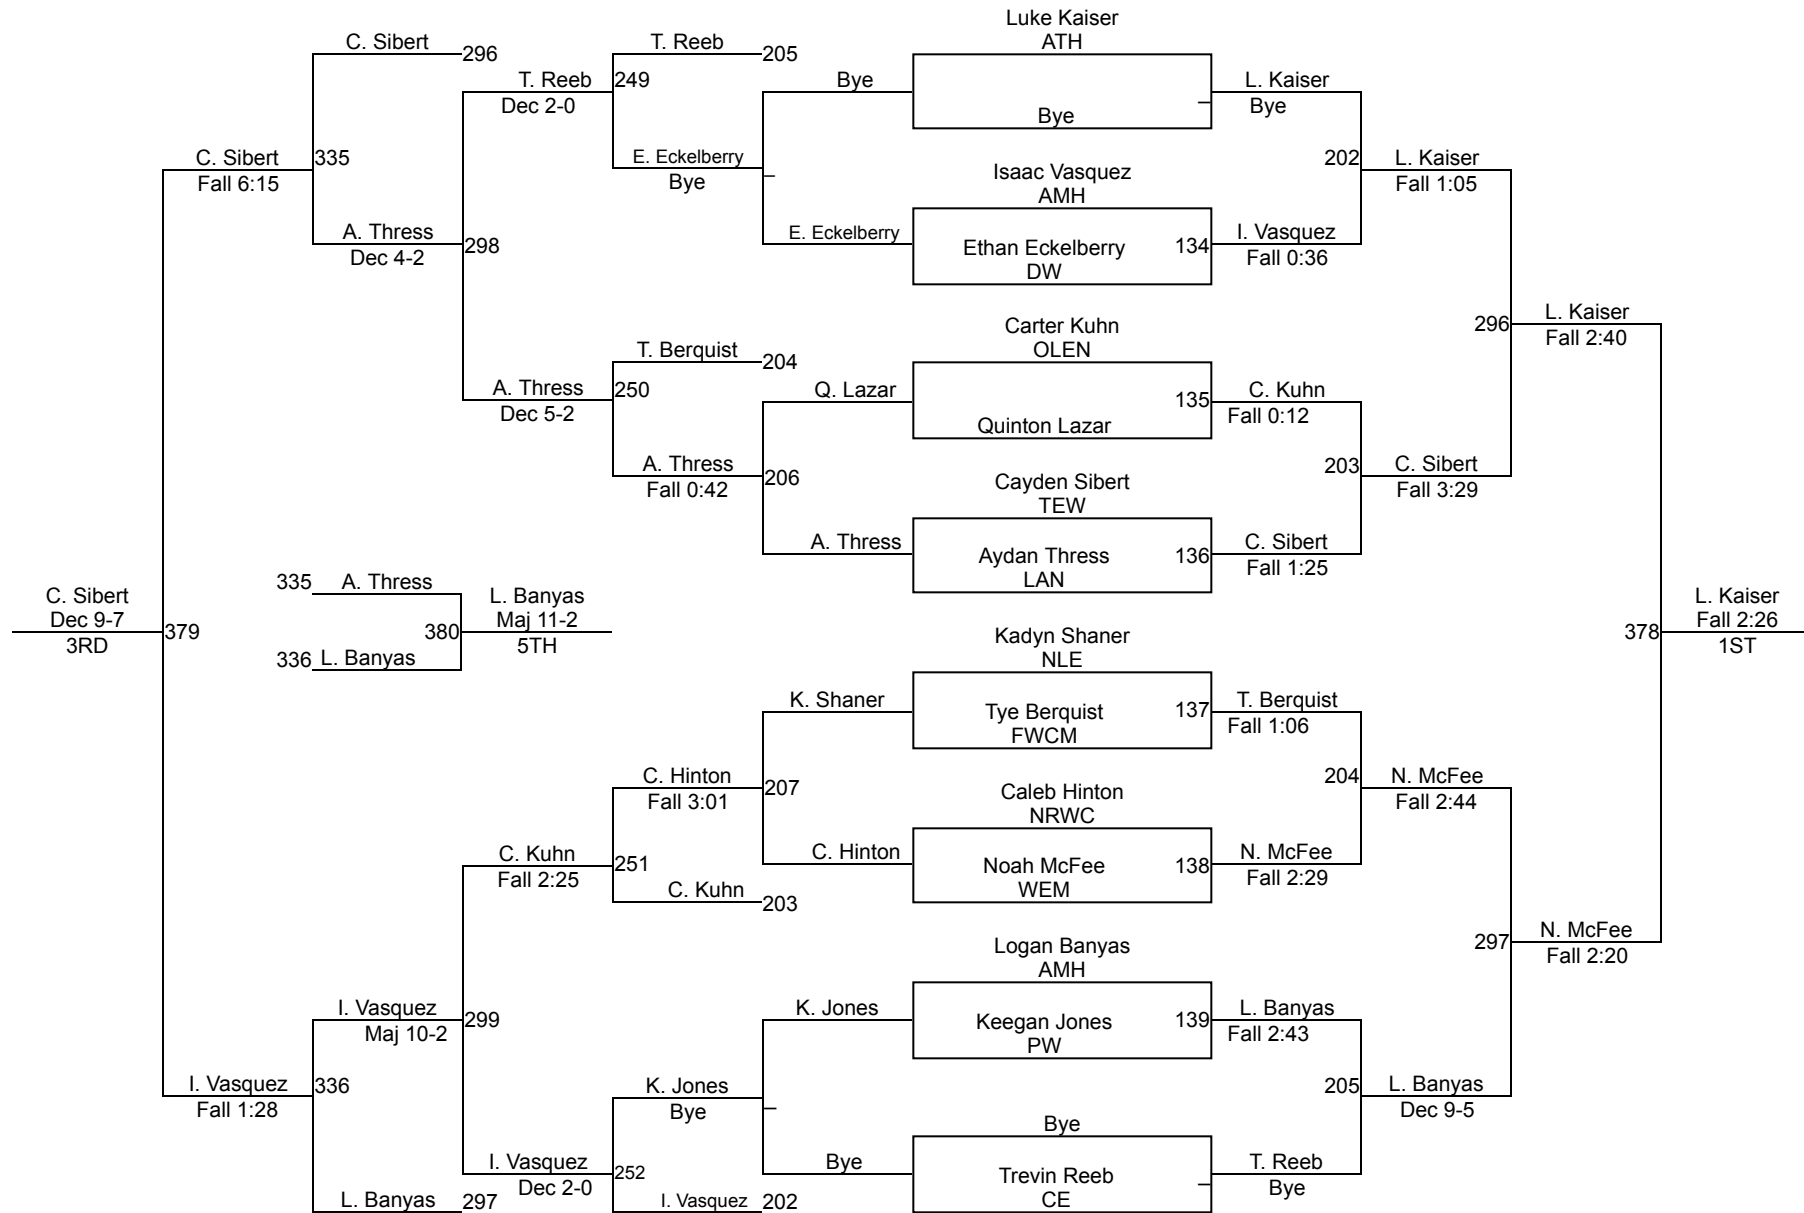 Luke Kaiser
ATH
C. Sibert
296
T. Reeb
205
T. Reeb
249
Dec 2-0
Bye
L. Kaiser
Bye
Bye
E. Eckelberry
Bye
C. Sibert
335
Fall 6:15
202
L. Kaiser
Fall 1:05
Isaac Vasquez
AMH
A. Thress
298
Dec 4-2
E. Eckelberry
Ethan Eckelberry
DW
134
I. Vasquez
Fall 0:36
Carter Kuhn
OLEN
296
L. Kaiser
Fall 2:40
T. Berquist
204
A. Thress
250
Dec 5-2
Q. Lazar
135
Quinton Lazar
C. Kuhn
Fall 0:12
A. Thress
206
Fall 0:42
203
C. Sibert
Fall 3:29
Cayden Sibert
TEW
A. Thress
Aydan Thress
LAN
136
C. Sibert
Fall 1:25
335
A. Thress
C. Sibert
Dec 9-7
3RD
379
380
L. Banyas
Maj 11-2
5TH
336
L. Banyas
378
L. Kaiser
Fall 2:26
1ST
Kadyn Shaner
NLE
K. Shaner
Tye Berquist
FWCM
137
T. Berquist
Fall 1:06
C. Hinton
207
Fall 3:01
204
N. McFee
Fall 2:44
Caleb Hinton
NRWC
C. Kuhn
251
Fall 2:25
C. Hinton
Noah McFee
WEM
138
N. McFee
Fall 2:29
C. Kuhn
203
297
N. McFee
Fall 2:20
Logan Banyas
AMH
I. Vasquez
299
Maj 10-2
K. Jones
Keegan Jones
PW
139
L. Banyas
Fall 2:43
I. Vasquez
336
Fall 1:28
K. Jones
Bye
205
L. Banyas
Dec 9-5
Bye
I. Vasquez
252
Dec 2-0
Bye
Trevin Reeb
CE
T. Reeb
Bye
L. Banyas
297
I. Vasquez
202